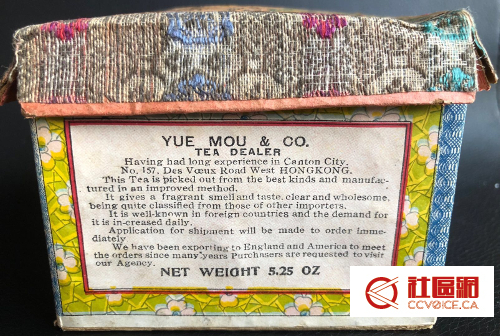 YUE MOU & CO.
TEA DEALER
Having had long experience in Canton City.
No. 157, Des Vœux Road West HONGKONG.
This Tea is picked out from the best kinds and manufac-
tured in an improved method.
It gives a fragrant smell and taste, clear and wholesome,
being quite classified from those of other importers.
It is well-known in foreign countries and the demand for
it is in-creased daily.
Application for shipment will be made to order imme-
diately
We have been exporting to England and America to meet
the orders since many years Purchasers are requested to visit
our Agency.
NET WEIGHT 5.25 OZ
社區網
CCVOICE.CA